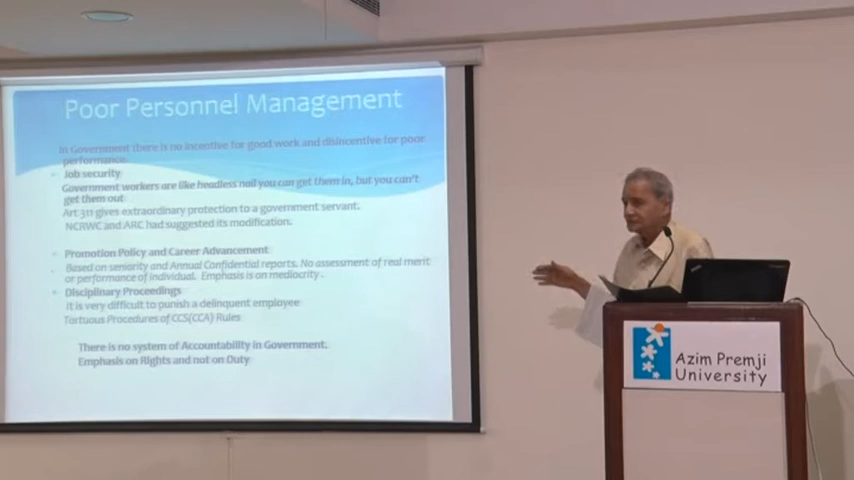 Poor Personnel Management
In Government there is no incentive for good work and disincentive for poor
performance.
Job security
Government workers are like headless nail you can get them in, but you can't
get them out
Art 311 gives extraordinary protection to a government servant.
NCRWC and ARC had suggested its modification.
Promotion Policy and Career Advancement
Based on seniority and Annual Confidential reports. No assessment of real merit
or performance of individual. Emphasis is on mediocrity .
Disciplinary Proceedings
It is very difficult to punish a delinquent employee
Tortuous Procedures of CCS(CCA) Rules
There is no system of Accountability in Government.
Emphasis on Rights and not on Duty
Azim Premji
University